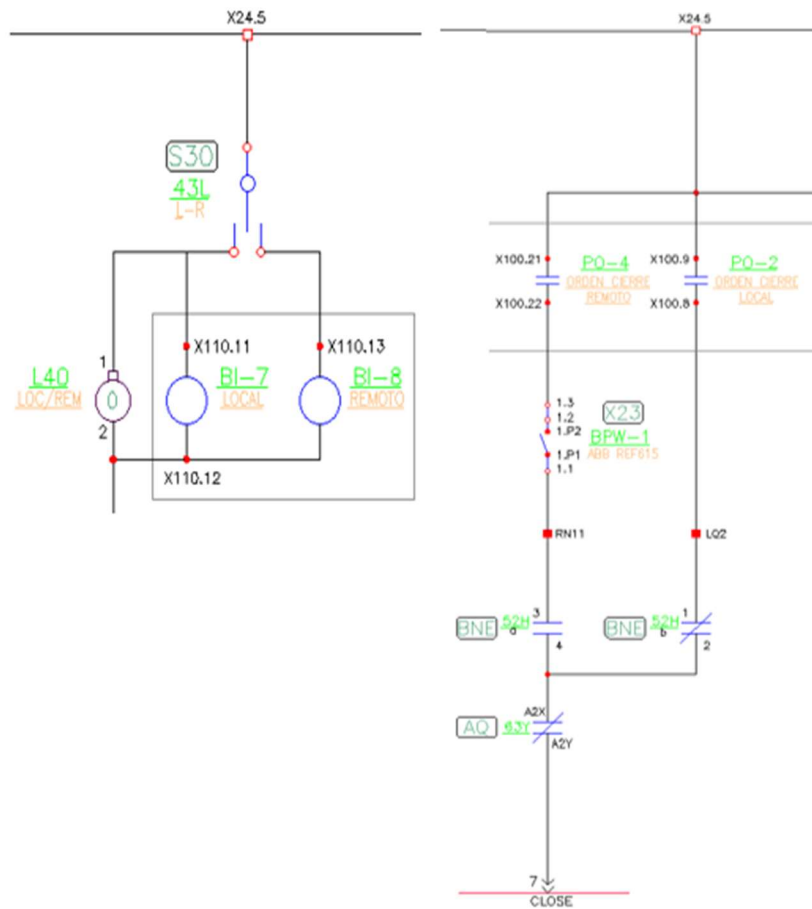 X24.5
S30
43L
L-R
1
L40
LOC/REM
0
2
X110.11
BI-7
LOCAL
X110.13
BI-8
REMOTO
X110.12
X24.5
X100.21
PO-4
ORDEN CIERRE
REMOTO
X100.22
X100.9
PO-2
ORDEN CIERRE
LOCAL
X100.8
1.3
1.2
1.P2
1.P1
1.1
X23
BPW-1
ABB REF615
RN11
LQ2
BNE
52H
a
3
4
BNE
52H
b
1
2
AQ
63Y
A2X
A2Y
7
CLOSE